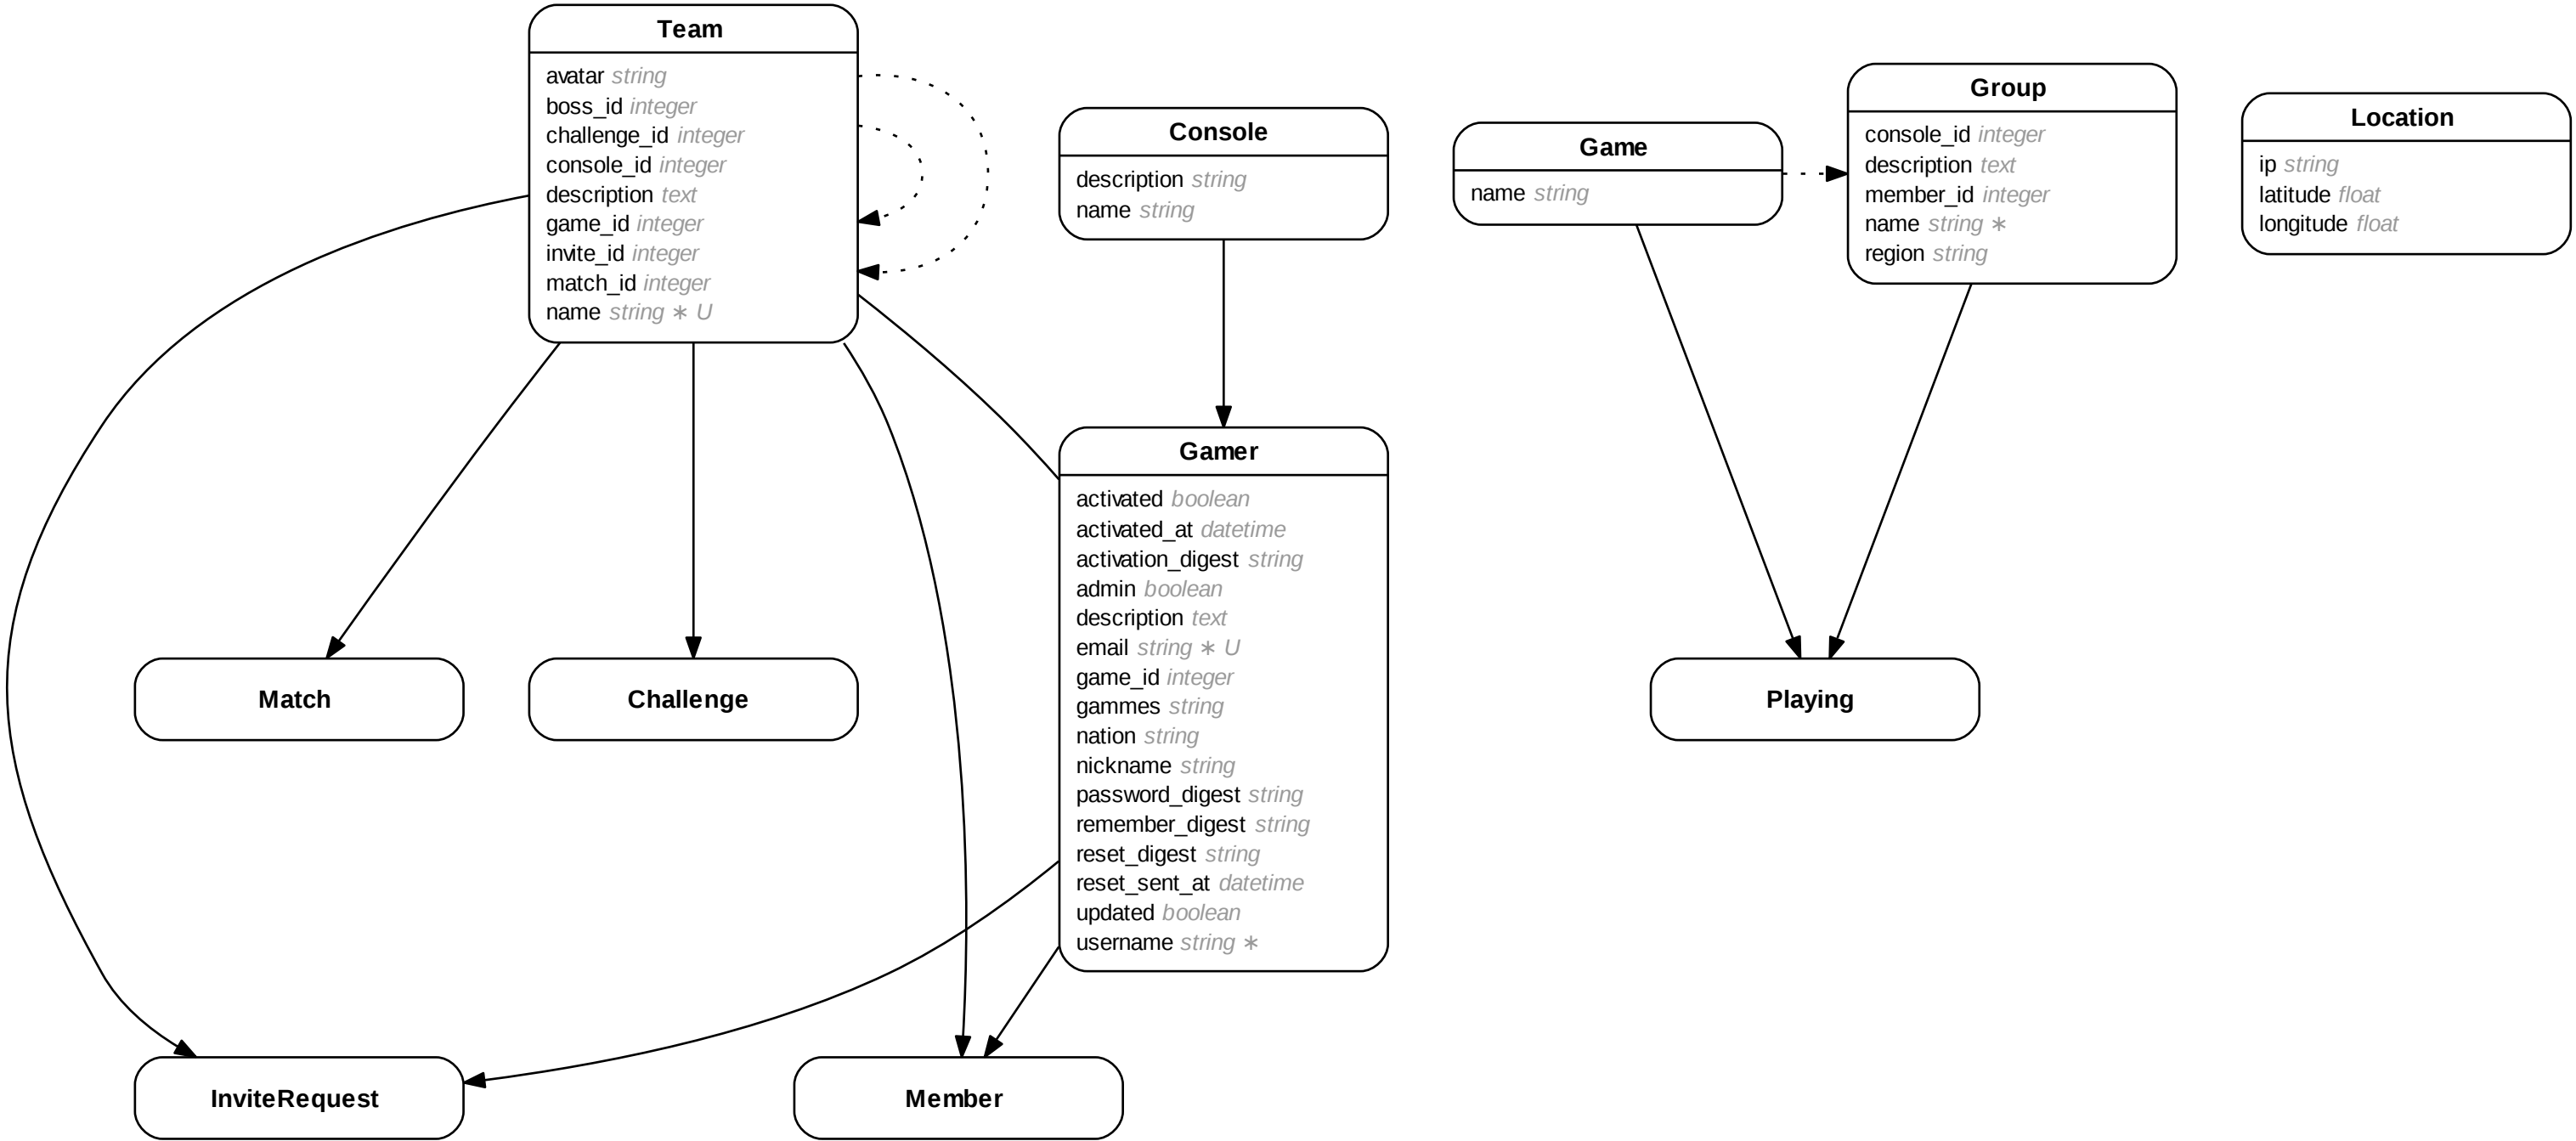 Team
avatar string
boss_id integer
challenge_id integer
console_id integer
description text
game_id integer
invite_id integer
match_id integer
name string ∗ U
Console
description string
name string
Game
name string
Group
console_id integer
description text
member_id integer
name string ∗
region string
Location
ip string
latitude float
longitude float
Gamer
activated boolean
activated_at datetime
activation_digest string
admin boolean
description text
email string ∗ U
game_id integer
gammes string
nation string
nickname string
password_digest string
remember_digest string
reset_digest string
reset_sent_at datetime
updated boolean
username string ∗
Match
Challenge
Playing
InviteRequest
Member